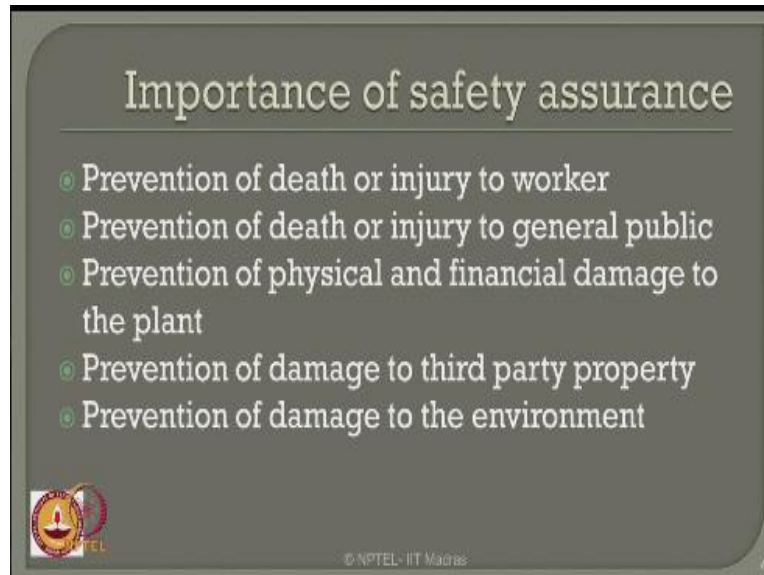 Importance of safety assurance
Prevention of death or injury to worker
Prevention of death or injury to general public
Prevention of physical and financial damage to
the plant
Prevention of damage to third party property
Prevention of damage to the environment
NPTEL
© NPTEL- IIT Madras